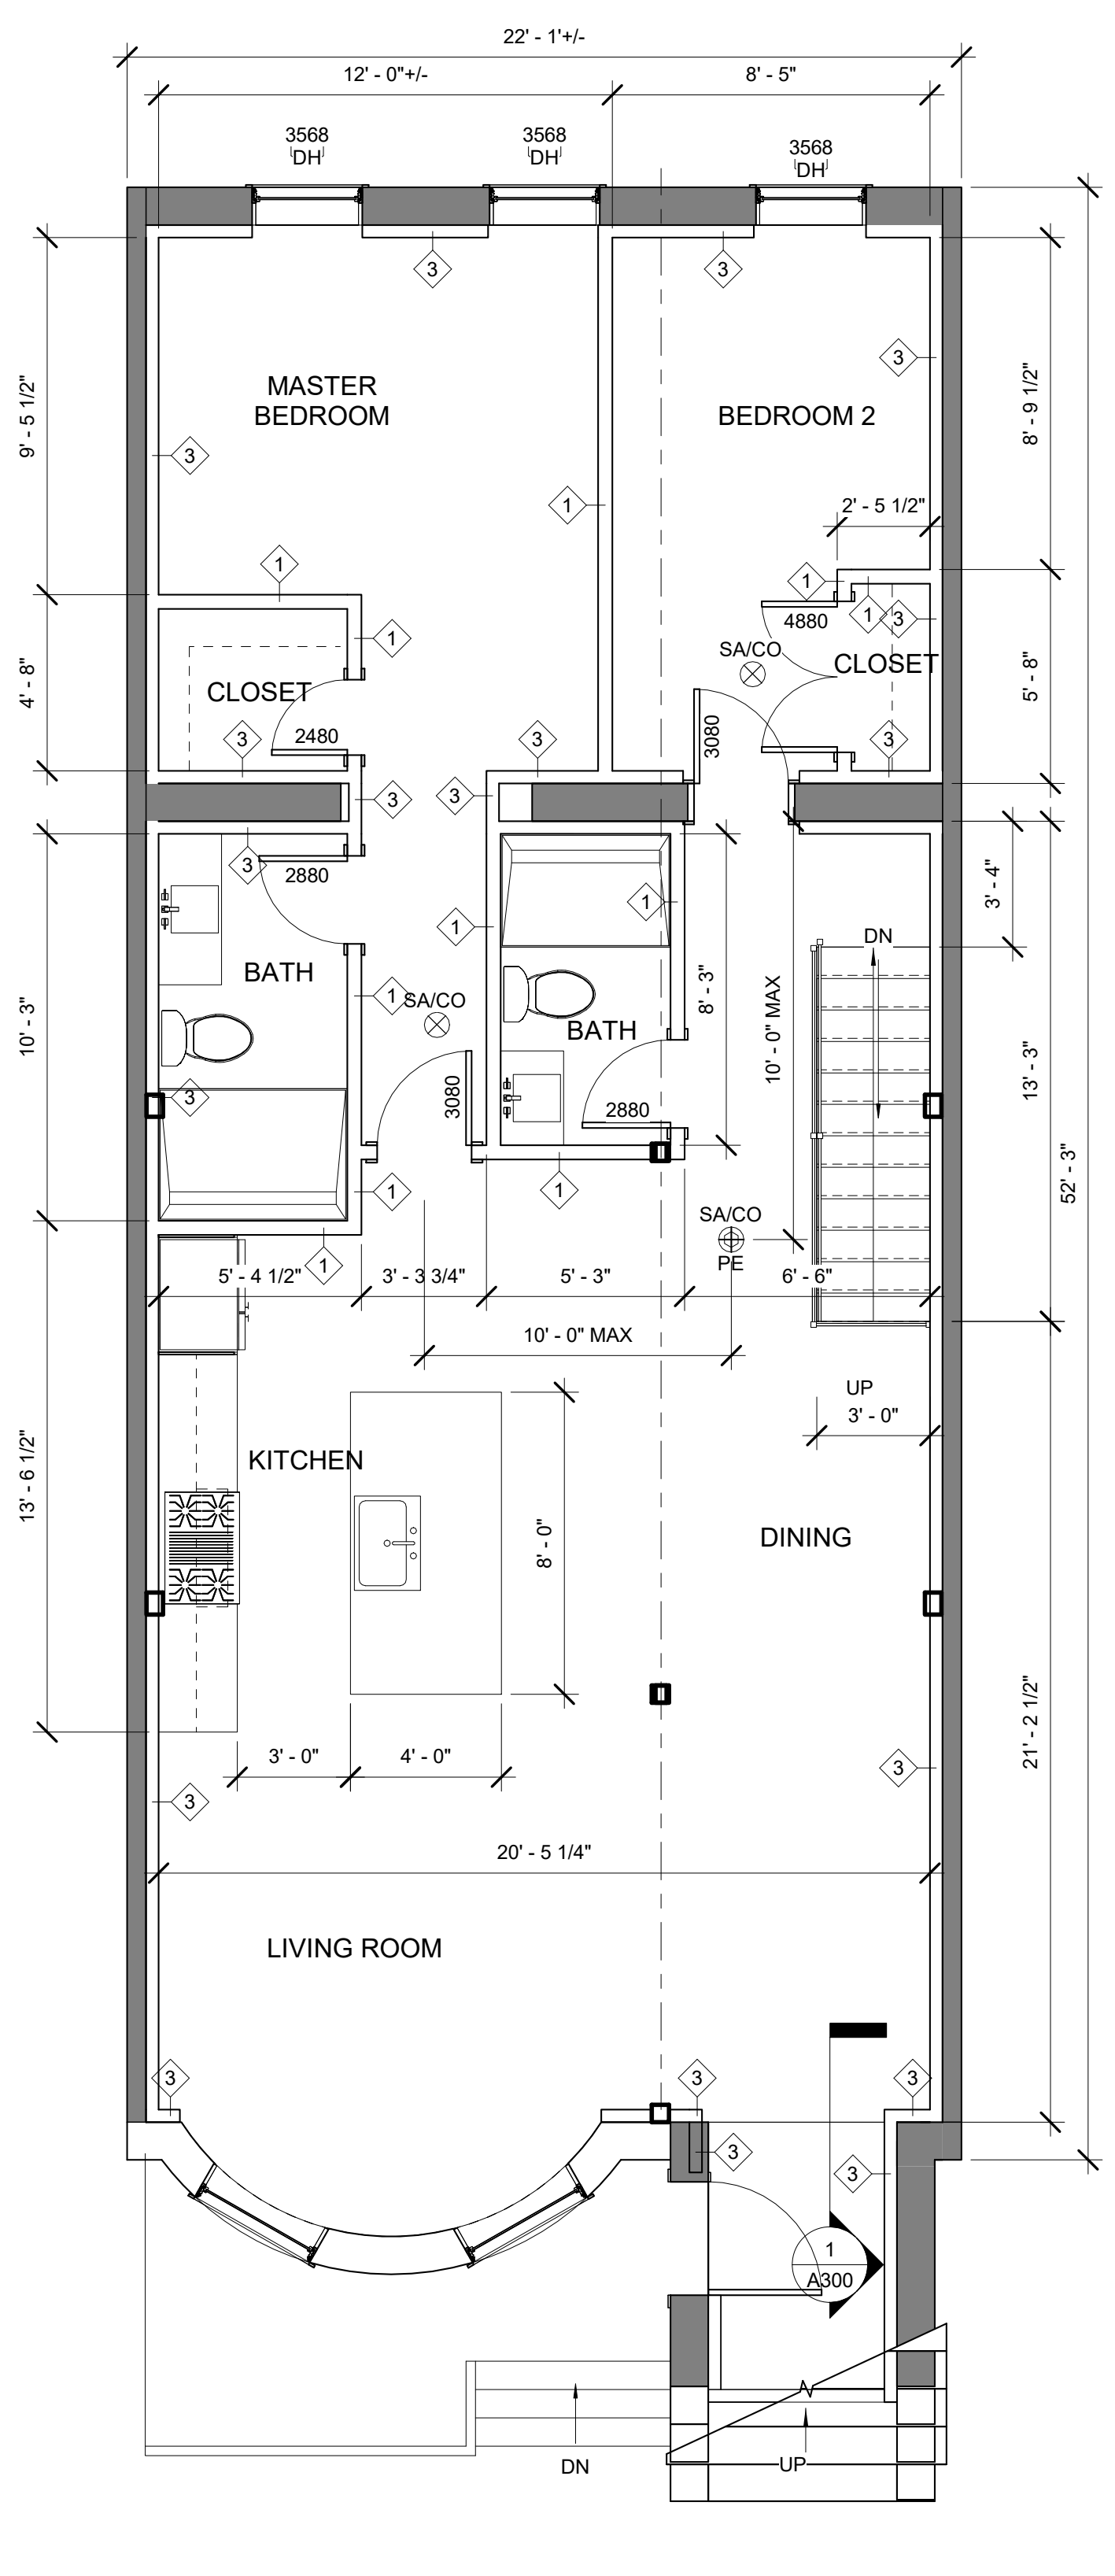 22' - 1'+/-
12' - 0"+/-
8' - 5"
3568
DH
3568
DH
3568
DH
3
3
3
9' - 5 1/2"
MASTER
BEDROOM
BEDROOM 2
8' - 9 1/2"
3
1
2' - 5 1/2"
1
1
1
3
4880
1
SA/CO
CLOSET
4' - 8"
CLOSET
5' - 8"
2480
3080
3
3
3
3
3
3
2880
1
3' - 4"
1
DN
BATH
8' - 3"
10' - 0" MAX
10' - 3"
1
SA/CO
BATH
13' - 3"
3
3080
2880
52' - 3"
1
1
SA/CO
PE
1
5' - 4 1/2"
3' - 3 3/4"
5' - 3"
6' - 6"
10' - 0" MAX
UP
3' - 0"
KITCHEN
13' - 6 1/2"
8' - 0"
DINING
21' - 2 1/2"
3' - 0"
4' - 0"
3
3
20' - 5 1/4"
LIVING ROOM
3
3
3
3
3
1
A300
DN
UP